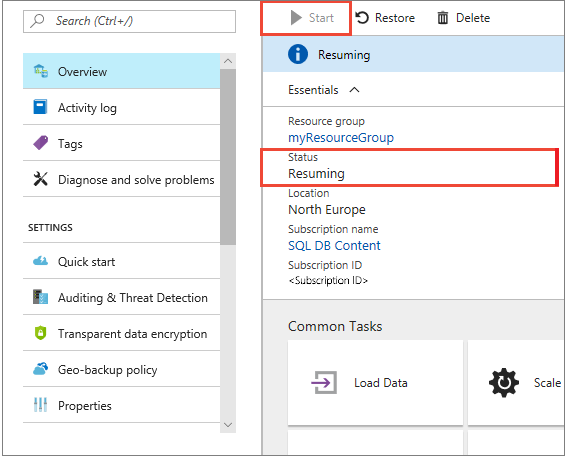 Search (Ctrl+/)
Overview
Activity log
Tags
Diagnose and solve problems
SETTINGS
Quick start
Auditing & Threat Detection
Transparent data encryption
Geo-backup policy
Properties
Start Restore Delete
Resuming
Essentials
Resource group
myResourceGroup
Status
Resuming
Location
North Europe
Subscription name
SQL DB Content
Subscription ID
<Subscription ID>
Common Tasks
Load Data
Scale